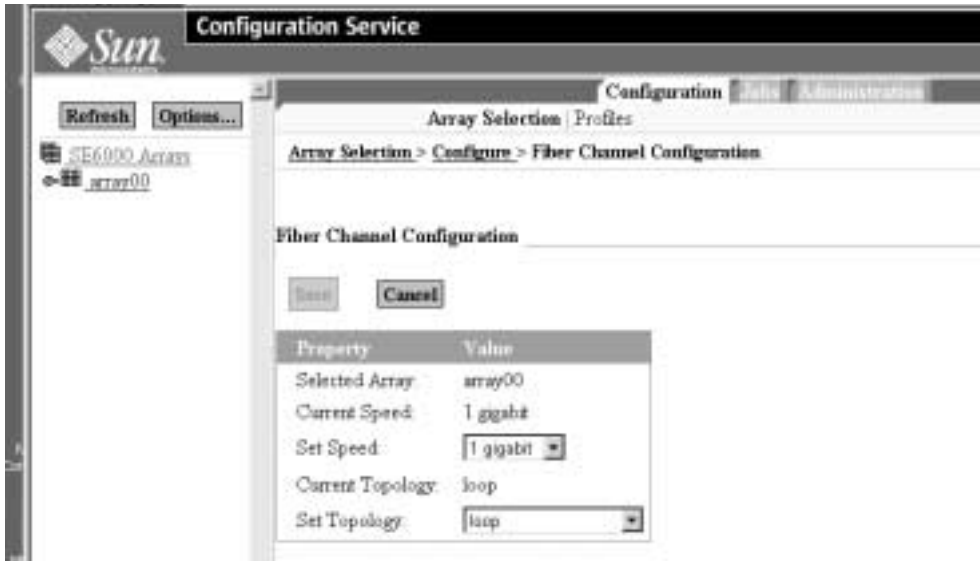 Sun
Configuration Service
Refresh Options...
SE6000 Arrays
array00
Configuration Jobs Administration
Array Selection | Profiles
Array Selection > Configure > Fiber Channel Configuration
Fiber Channel Configuration
Save Cancel
Property Value
Selected Array: array00
Current Speed: 1 gigabit
Set Speed: 1 gigabit
Current Topology: loop
Set Topology: loop